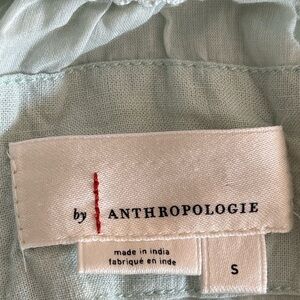 by ANTHROPOLOGIE
made in india
fabriqué en inde
S